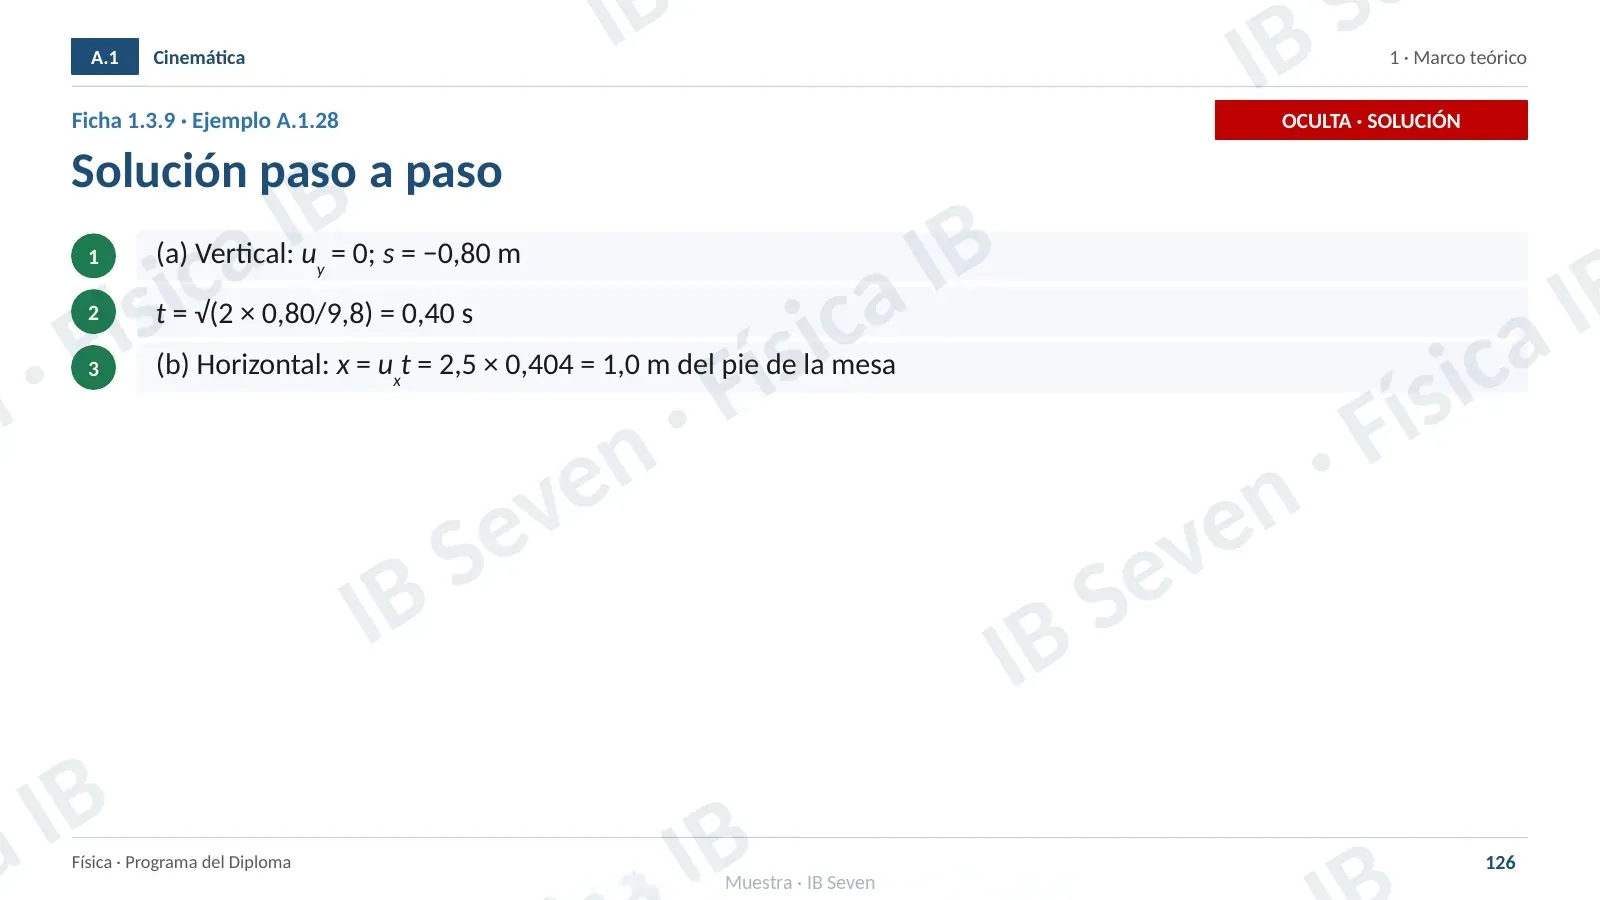 A.1 Cinemática
1 · Marco teórico
Ficha 1.3.9 · Ejemplo A.1.28
OCULTA · SOLUCIÓN
Solución paso a paso
1 (a) Vertical: u_y = 0; s = −0,80 m
2 t = √(2 × 0,80/9,8) = 0,40 s
3 (b) Horizontal: x = u_x t = 2,5 × 0,404 = 1,0 m del pie de la mesa
IB Seven · Física IB
IB Seven · Física IB
Física · Programa del Diploma
126
Muestra · IB Seven